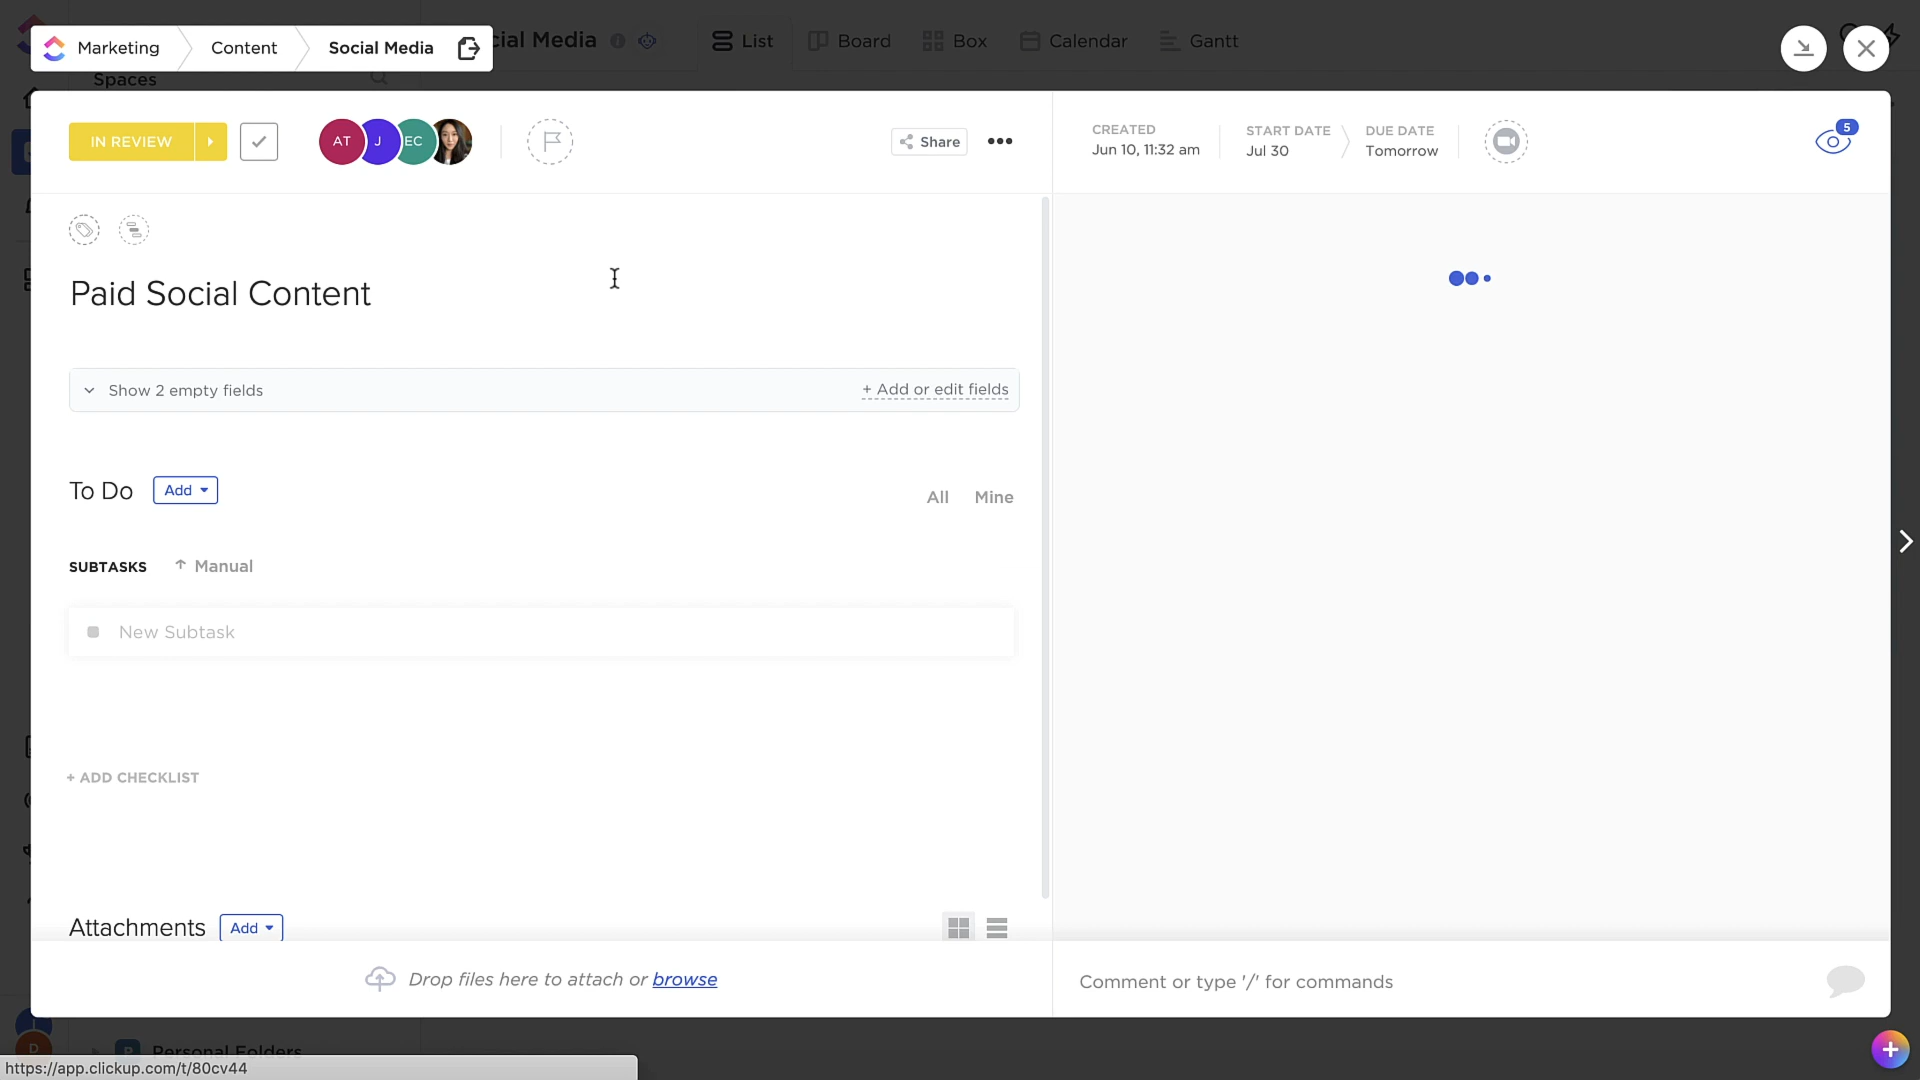 Marketing
Content
Social Media
cial Media
List
Board
Box
Calendar
Gantt
Spaces
IN REVIEW
AT
J
EC
Share
CREATED
Jun 10, 11:32 am
START DATE
Jul 30
DUE DATE
Tomorrow
5
Paid Social Content
Show 2 empty fields
+ Add or edit fields
To Do
Add
All
Mine
SUBTASKS
Manual
New Subtask
+ ADD CHECKLIST
Attachments
Add
Drop files here to attach or browse
Comment or type '/' for commands
D
P
Personal Folders
https://app.clickup.com/t/80cv44